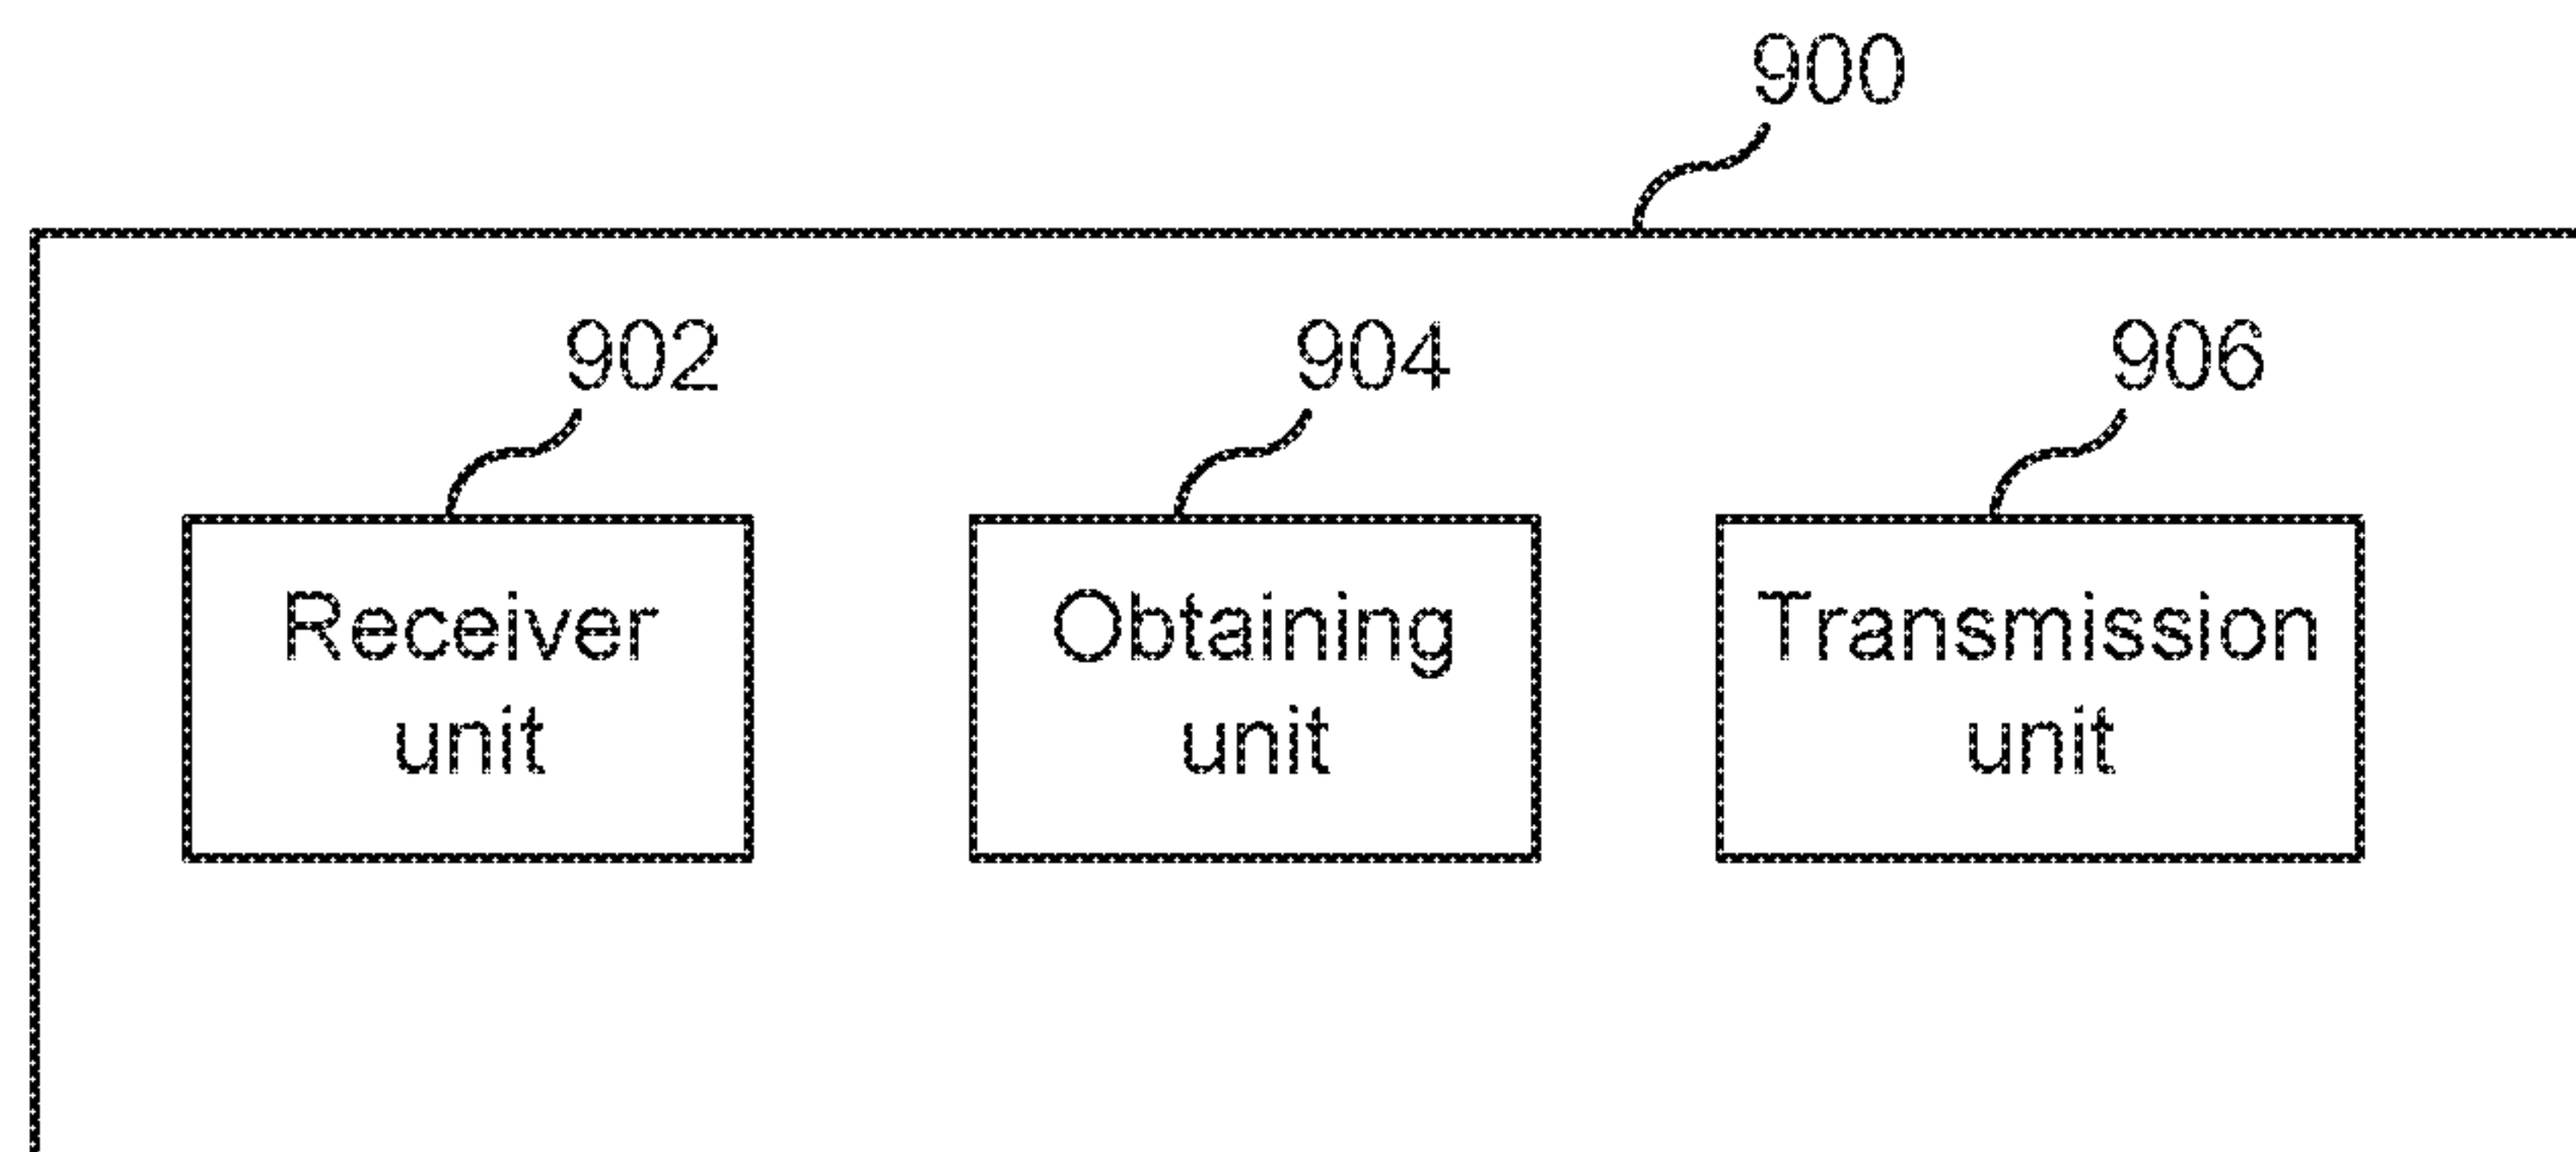 900
902
904
906
Receiver
unit
Obtaining
unit
Transmission
unit